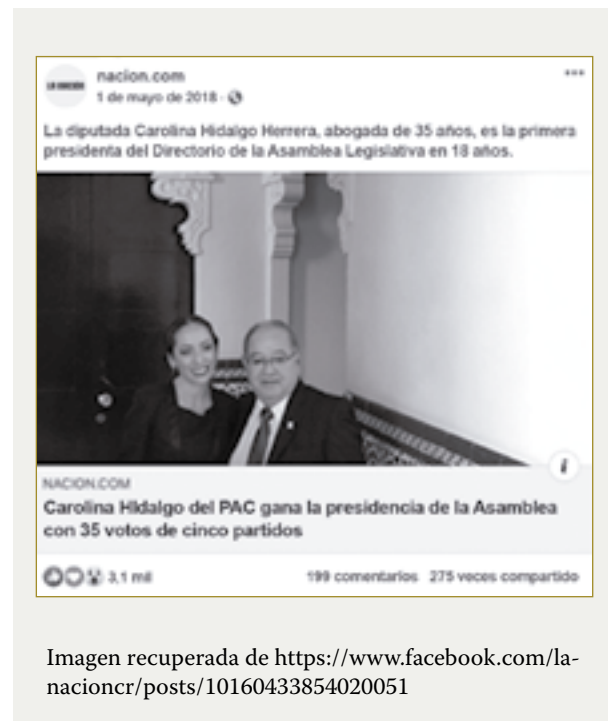 nacion.com
LA NACIÓN
1 de mayo de 2018 ·
La diputada Carolina Hidalgo Herrera, abogada de 35 años, es la primera
presidenta del Directorio de la Asamblea Legislativa en 18 años.
i
NACION.COM
Carolina HIdalgo del PAC gana la presidencia de la Asamblea
con 35 votos de cinco partidos
3,1 mil
199 comentarios 275 veces compartido
Imagen recuperada de https://www.facebook.com/la-
nacioncr/posts/10160433854020051